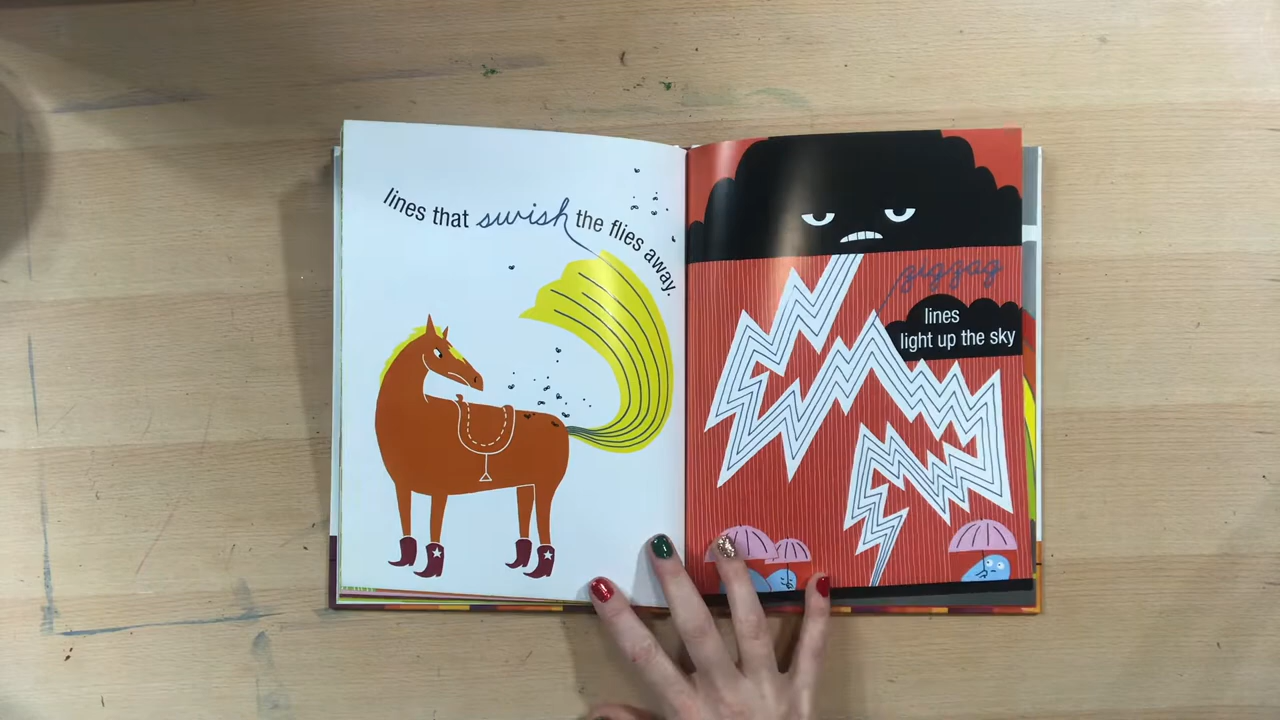 lines that swish the flies away.
zigzag
lines
light up the sky